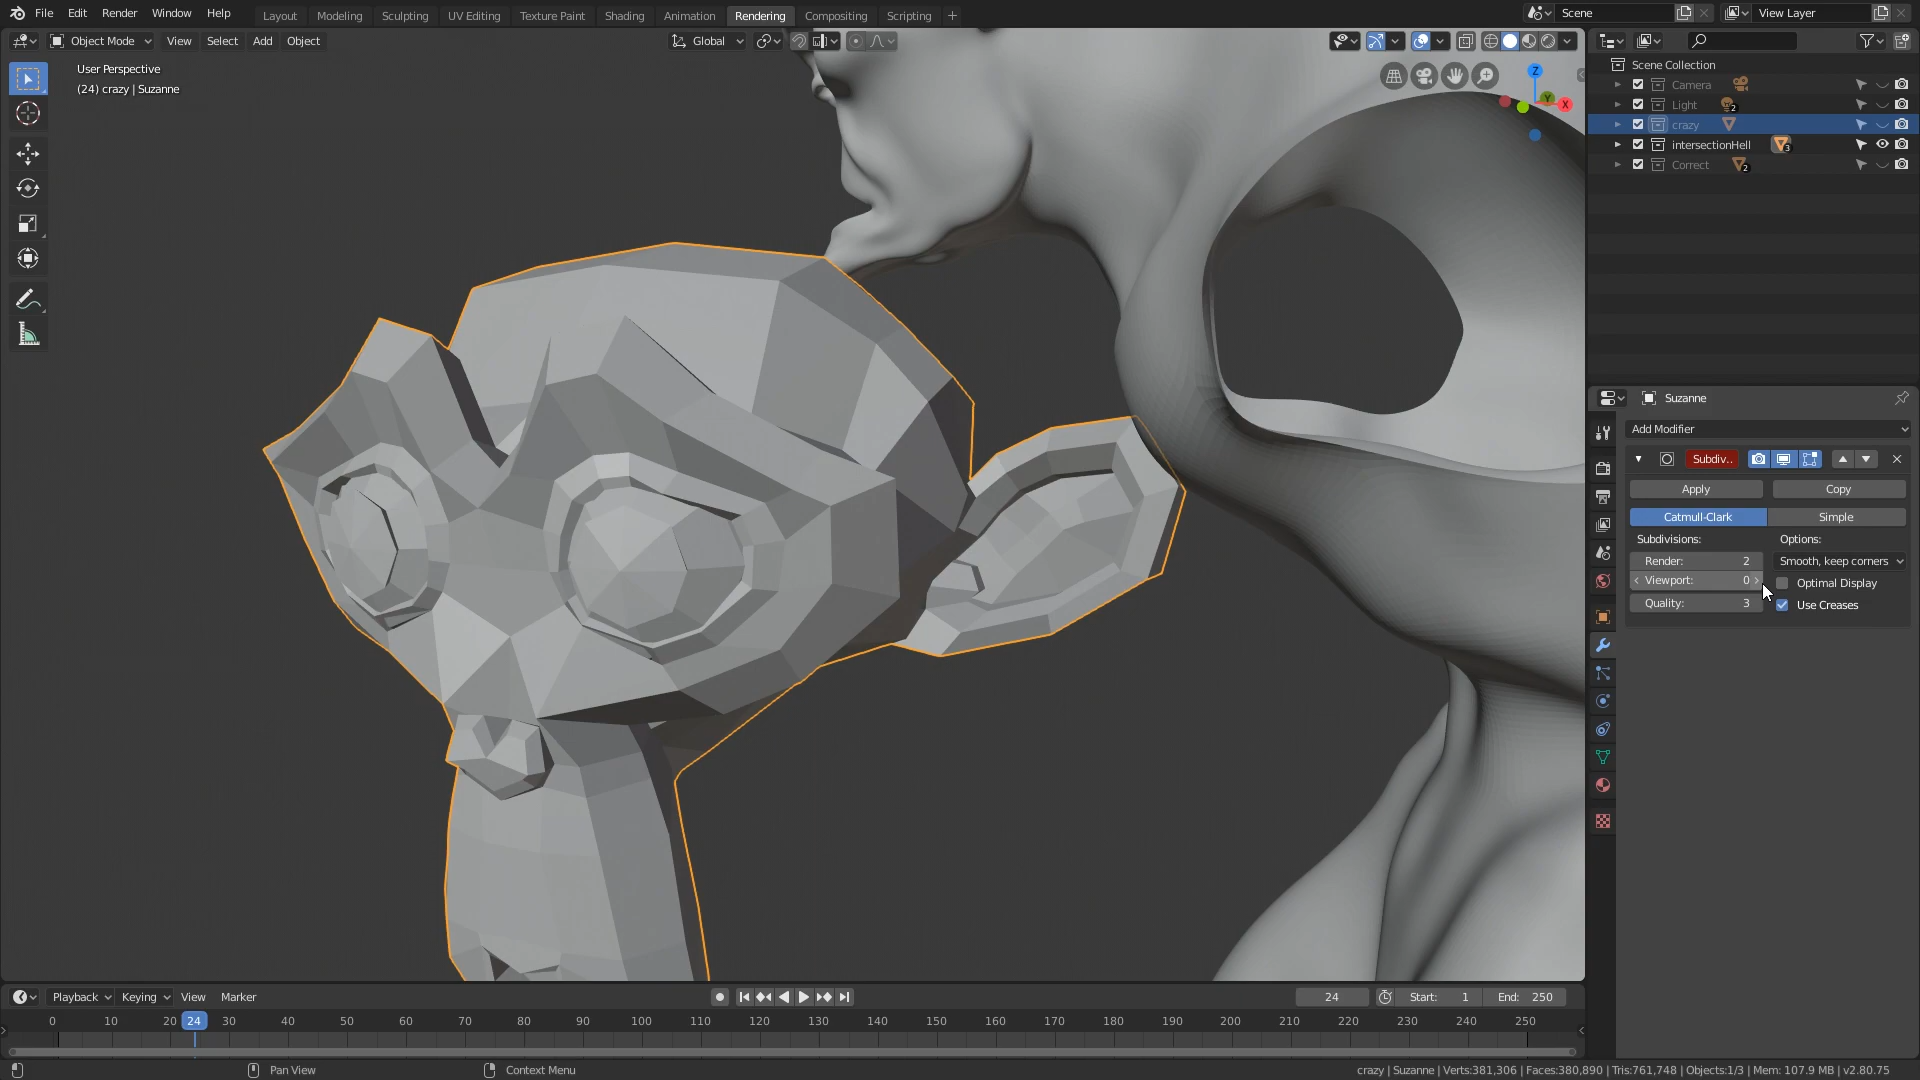 File Edit Render Window Help
Layout Modeling Sculpting UV Editing Texture Paint Shading Animation Rendering Compositing Scripting +
Scene
View Layer
Object Mode View Select Add Object
Global
User Perspective
(24) crazy | Suzanne
Z
Y
X
Scene Collection
Camera
Light 2
crazy
intersectionHell 3
Correct 2
Suzanne
Add Modifier
Subdiv..
Apply Copy
Catmull-Clark Simple
Subdivisions: Options:
Render: 2 Smooth, keep corners
Viewport: 0 Optimal Display
Quality: 3 Use Creases
Playback Keying View Marker
24 Start: 1 End: 250
0 10 20 24 30 40 50 60 70 80 90 100 110 120 130 140 150 160 170 180 190 200 210 220 230 240 250
Pan View Context Menu
crazy | Suzanne | Verts:381,306 | Faces:380,890 | Tris:761,748 | Objects:1/3 | Mem: 107.9 MB | v2.80.75